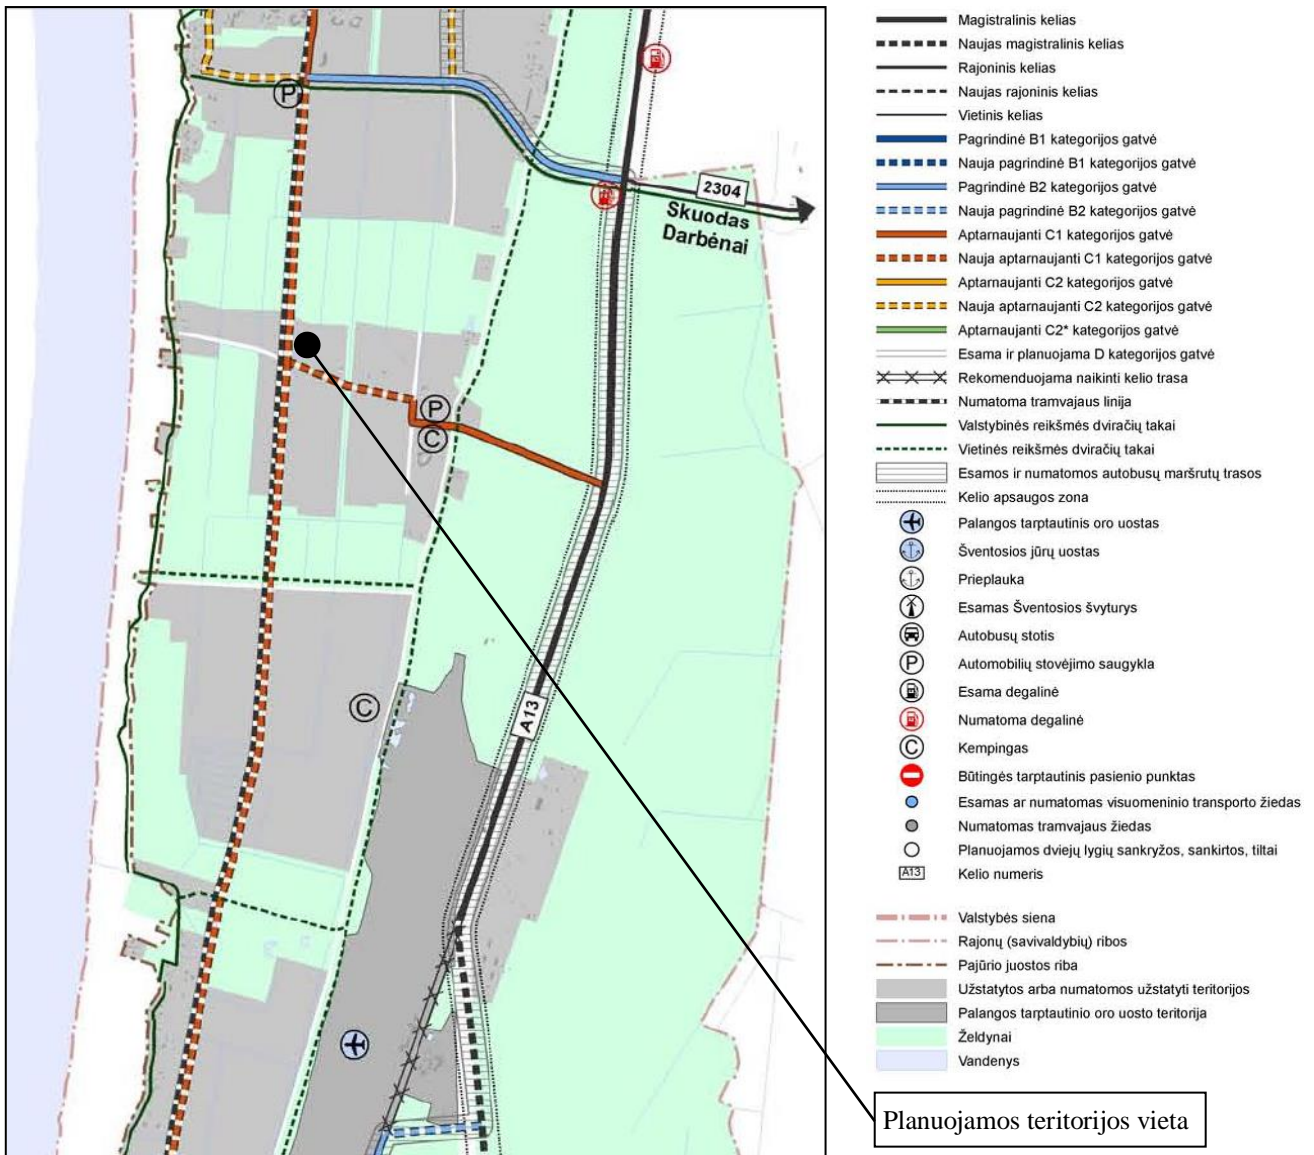 P
2304
Skuodas
Darbėnai
P
C
C
A13
Magistralinis kelias
Naujas magistralinis kelias
Rajoninis kelias
Naujas rajoninis kelias
Vietinis kelias
Pagrindinė B1 kategorijos gatvė
Nauja pagrindinė B1 kategorijos gatvė
Pagrindinė B2 kategorijos gatvė
Nauja pagrindinė B2 kategorijos gatvė
Aptarnaujanti C1 kategorijos gatvė
Nauja aptarnaujanti C1 kategorijos gatvė
Aptarnaujanti C2 kategorijos gatvė
Nauja aptarnaujanti C2 kategorijos gatvė
Aptarnaujanti C2* kategorijos gatvė
Esama ir planuojama D kategorijos gatvė
Rekomenduojama naikinti kelio trasa
Numatoma tramvajaus linija
Valstybinės reikšmės dviračių takai
Vietinės reikšmės dviračių takai
Esamos ir numatomos autobusų maršrutų trasos
Kelio apsaugos zona
Palangos tarptautinis oro uostas
Šventosios jūrų uostas
Prieplauka
Esamas Šventosios švyturys
Autobusų stotis
P Automobilių stovėjimo saugykla
Esama degalinė
Numatoma degalinė
C Kempingas
Būtingės tarptautinis pasienio punktas
Esamas ar numatomas visuomeninio transporto žiedas
Numatomas tramvajaus žiedas
Planuojamos dviejų lygių sankryžos, sankirtos, tiltai
A13 Kelio numeris
Valstybės siena
Rajonų (savivaldybių) ribos
Pajūrio juostos riba
Užstatytos arba numatomos užstatyti teritorijos
Palangos tarptautinio oro uosto teritorija
Želdynai
Vandenys
Planuojamos teritorijos vieta